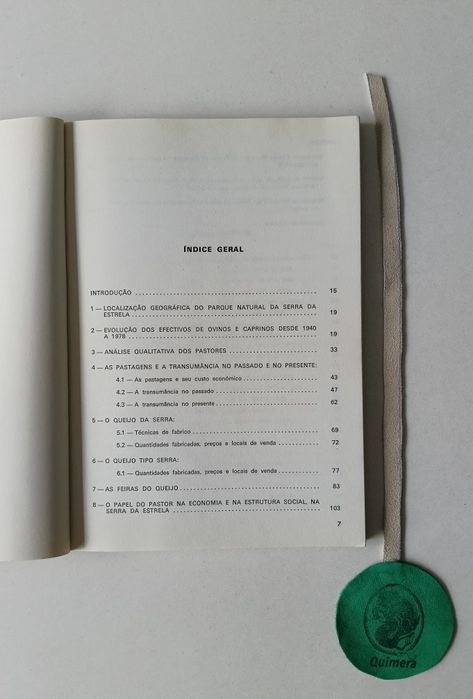 ÍNDICE GERAL
INTRODUÇÃO ........ 15
1 — LOCALIZAÇÃO GEOGRÁFICA DO PARQUE NATURAL DA SERRA DA
ESTRELA ........ 19
2 — EVOLUÇÃO DOS EFECTIVOS DE OVINOS E CAPRINOS DESDE 1940
A 1978 ........ 19
3 — ANÁLISE QUALITATIVA DOS PASTORES ........ 33
4 — AS PASTAGENS E A TRANSUMÂNCIA NO PASSADO E NO PRESENTE:
4.1 — As pastagens e seu custo económico ........ 43
4.2 — A transumância no passado ........ 47
4.3 — A transumância no presente ........ 62
5 — O QUEIJO DA SERRA:
5.1 — Técnicas de fabrico ........ 69
5.2 — Quantidades fabricadas, preços e locais de venda ........ 72
6 — O QUEIJO TIPO SERRA:
6.1 — Quantidades fabricadas, preços e locais de venda ........ 77
7 — AS FEIRAS DO QUEIJO ........ 83
8 — O PAPEL DO PASTOR NA ECONOMIA E NA ESTRUTURA SOCIAL, NA
SERRA DA ESTRELA ........ 103
7
Quimera